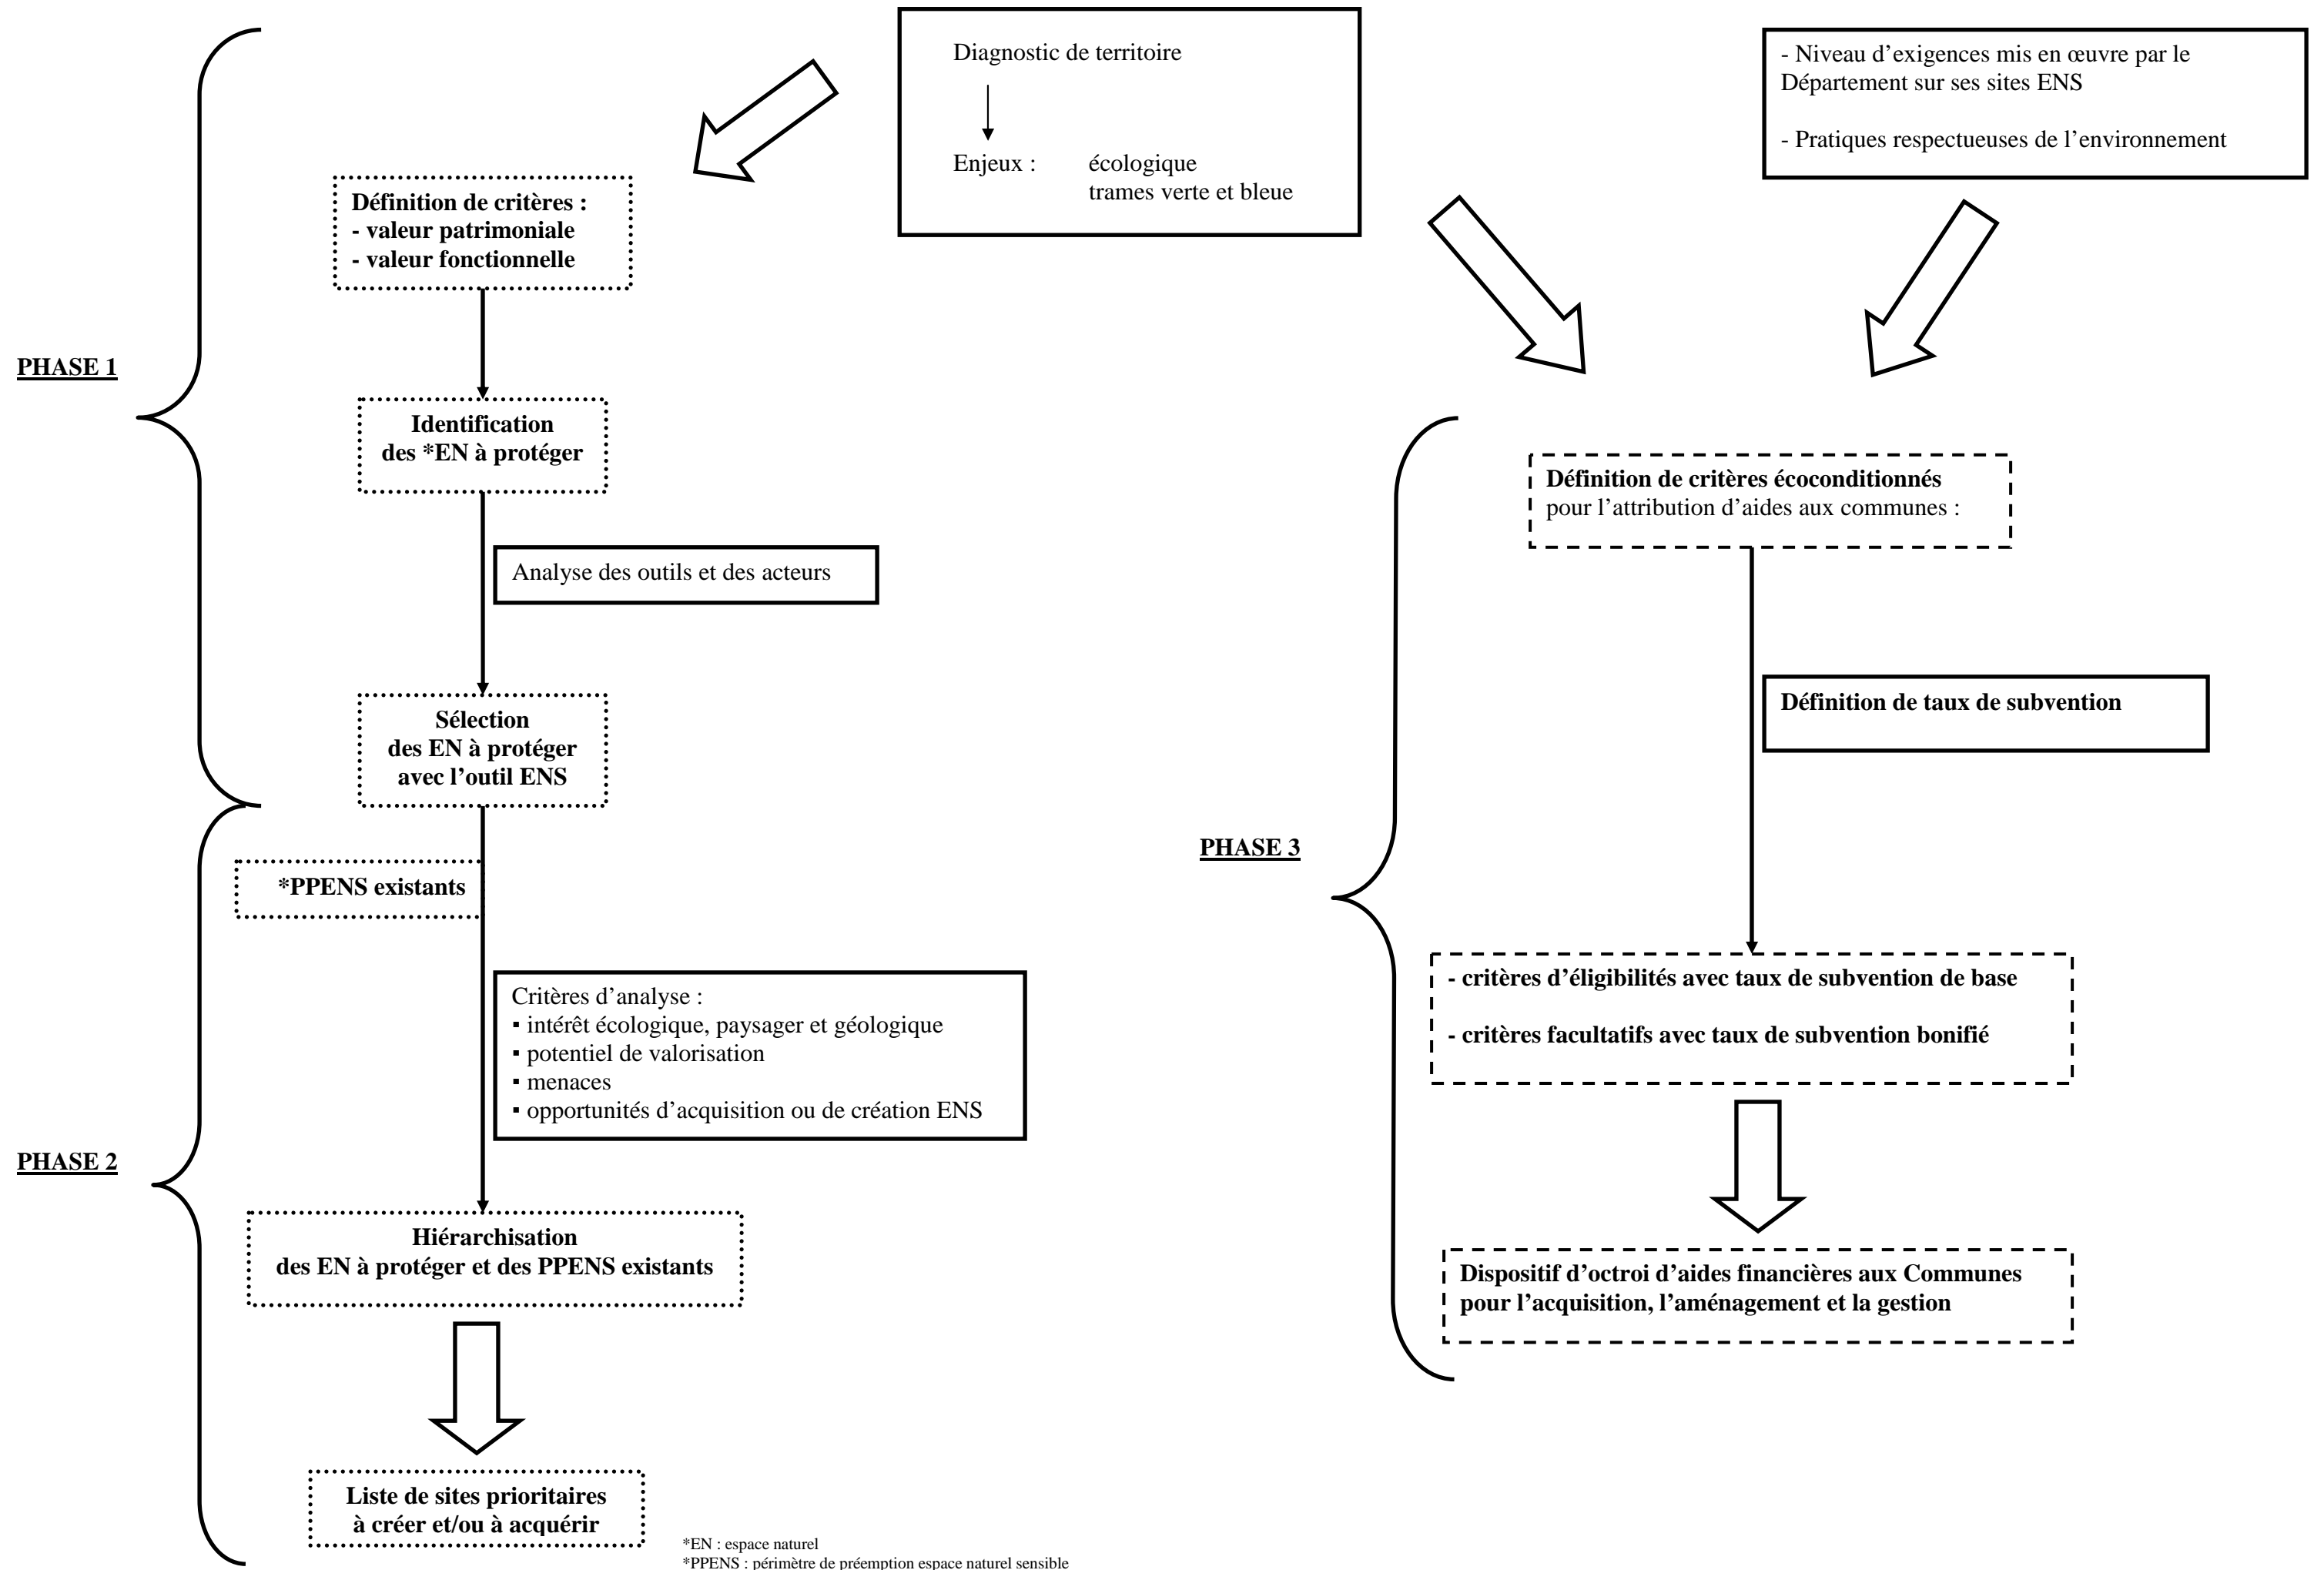 Diagnostic de territoire
Enjeux : écologique
trames verte et bleue
- Niveau d’exigences mis en œuvre par le
Département sur ses sites ENS
- Pratiques respectueuses de l’environnement
PHASE 1
Définition de critères :
- valeur patrimoniale
- valeur fonctionnelle
Identification
des *EN à protéger
Analyse des outils et des acteurs
Sélection
des EN à protéger
avec l’outil ENS
PHASE 2
*PPENS existants
Critères d’analyse :
▪ intérêt écologique, paysager et géologique
▪ potentiel de valorisation
▪ menaces
▪ opportunités d’acquisition ou de création ENS
Hiérarchisation
des EN à protéger et des PPENS existants
Liste de sites prioritaires
à créer et/ou à acquérir
*EN : espace naturel
*PPENS : périmètre de préemption espace naturel sensible
PHASE 3
Définition de critères écoconditionnés
pour l’attribution d’aides aux communes :
Définition de taux de subvention
- critères d’éligibilités avec taux de subvention de base
- critères facultatifs avec taux de subvention bonifié
Dispositif d’octroi d’aides financières aux Communes
pour l’acquisition, l’aménagement et la gestion